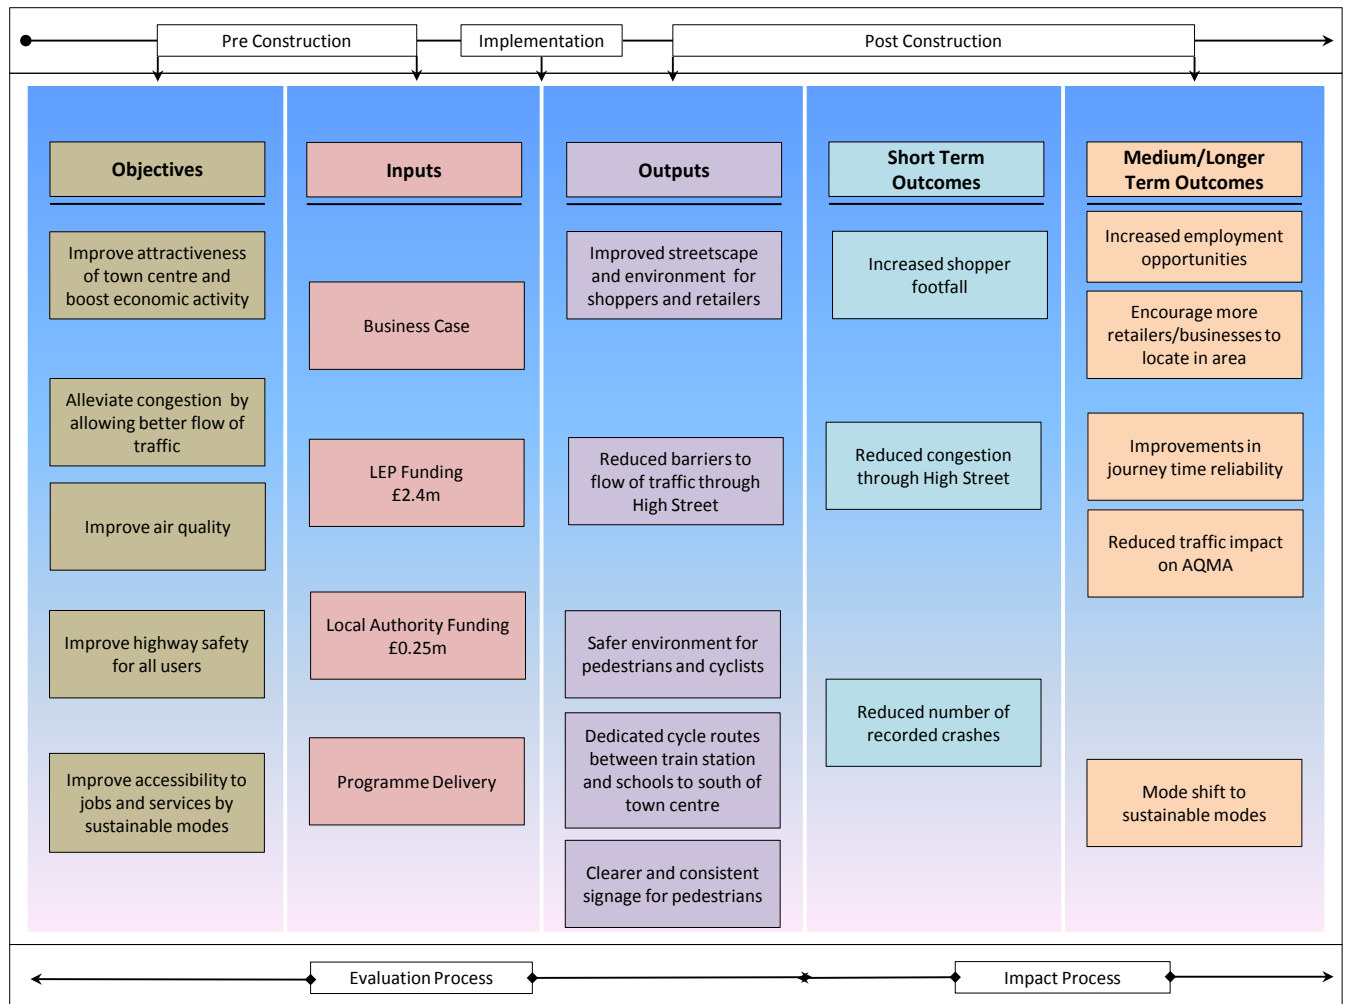 Pre Construction
Implementation
Post Construction
Objectives
Improve attractiveness
of town centre and
boost economic activity
Alleviate congestion by
allowing better flow of
traffic
Improve air quality
Improve highway safety
for all users
Improve accessibility to
jobs and services by
sustainable modes
Inputs
Business Case
LEP Funding
£2.4m
Local Authority Funding
£0.25m
Programme Delivery
Outputs
Improved streetscape
and environment for
shoppers and retailers
Reduced barriers to
flow of traffic through
High Street
Safer environment for
pedestrians and cyclists
Dedicated cycle routes
between train station
and schools to south of
town centre
Clearer and consistent
signage for pedestrians
Short Term
Outcomes
Increased shopper
footfall
Reduced congestion
through High Street
Reduced number of
recorded crashes
Medium/Longer
Term Outcomes
Increased employment
opportunities
Encourage more
retailers/businesses to
locate in area
Improvements in
journey time reliability
Reduced traffic impact
on AQMA
Mode shift to
sustainable modes
Evaluation Process
Impact Process